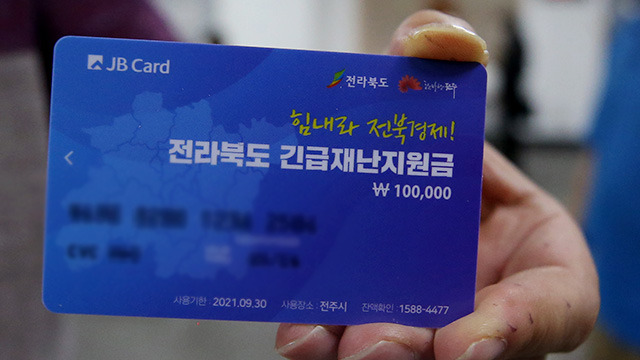 JB Card
전라북도
힘내라 전북경제!
전라북도 긴급재난지원금
₩ 100,000
사용기한 : 2021.09.30 사용장소 : 전주시 잔액확인 : 1588-4477